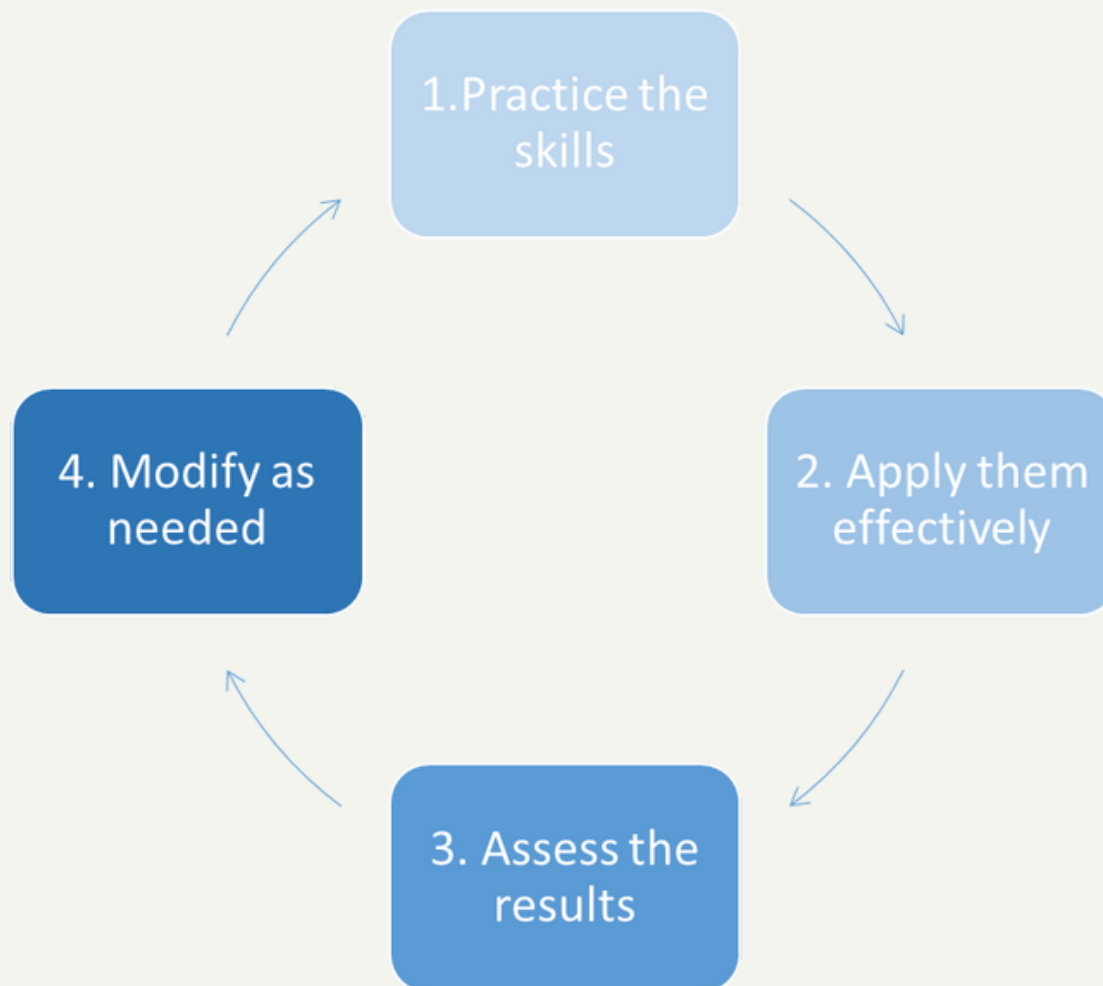 1.Practice the
skills
2. Apply them
effectively
3. Assess the
results
4. Modify as
needed